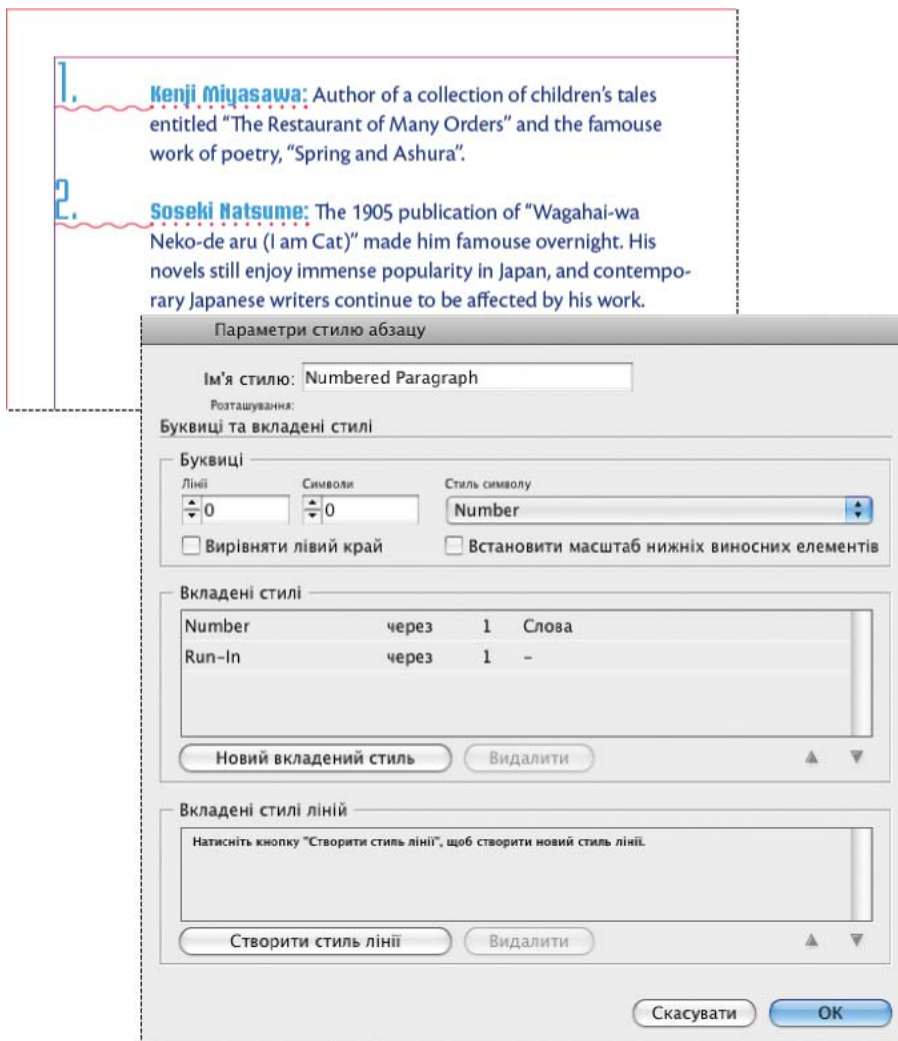 1. Kenji Miyasawa: Author of a collection of children’s tales
entitled “The Restaurant of Many Orders” and the famouse
work of poetry, “Spring and Ashura”.
2. Soseki Natsume: The 1905 publication of “Wagahai-wa
Neko-de aru (I am Cat)” made him famouse overnight. His
novels still enjoy immense popularity in Japan, and contempo-
rary Japanese writers continue to be affected by his work.
Параметри стилю абзацу
Ім'я стилю: Numbered Paragraph
Розташування:
Буквиці та вкладені стилі
Буквиці
Лінії Символи Стиль символу
0 0 Number
Вирівняти лівий край Встановити масштаб нижніх виносних елементів
Вкладені стилі
Number через 1 Слова
Run-In через 1 –
Новий вкладений стиль Видалити
Вкладені стилі ліній
Натисніть кнопку "Створити стиль лінії", щоб створити новий стиль лінії.
Створити стиль лінії Видалити
Скасувати OK